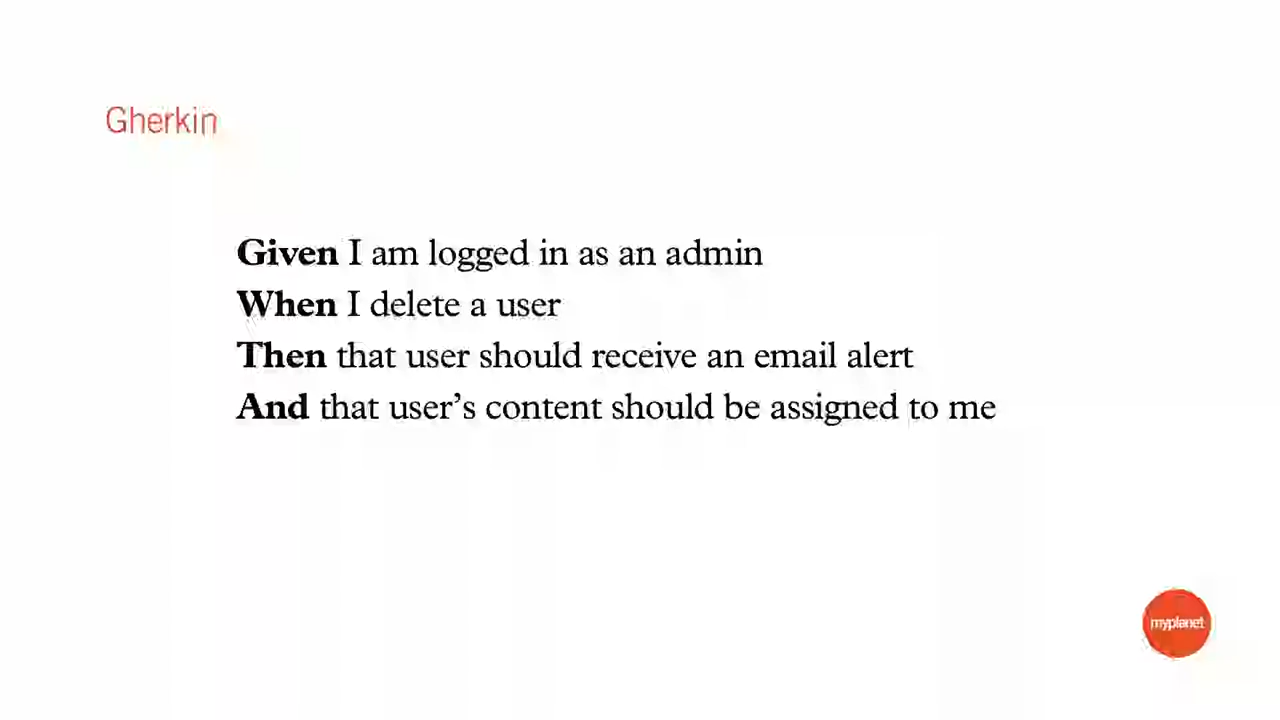 Gherkin
Given I am logged in as an admin
When I delete a user
Then that user should receive an email alert
And that user’s content should be assigned to me
myplanet